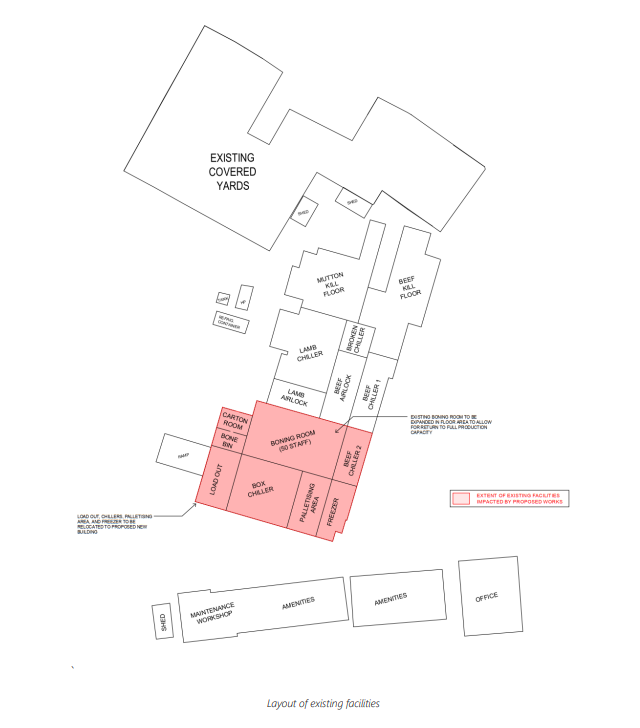 EXISTING
COVERED
YARDS
SHED
SHED
MUTTON
KILL
FLOOR
BEEF
KILL
FLOOR
BROKEN
CHILLER
LAMB
CHILLER
BEEF
AIRLOCK
BEEF
CHILLER 1
LAMB
AIRLOCK
CARTON
ROOM
BONE
BIN
BONING ROOM
(50 STAFF)
EXISTING BONING ROOM TO BE
EXPANDED IN FLOOR AREA TO ALLOW
FOR RETURN TO FULL PRODUCTION
CAPACITY
BEEF
CHILLER 2
RAMP
LOAD OUT
BOX
CHILLER
PALLETISING
AREA
FREEZER
EXTENT OF EXISTING FACILITIES
IMPACTED BY PROPOSED WORKS
LOAD OUT, CHILLERS, PALLETISING
AREA, AND FREEZER TO BE
RELOCATED TO PROPOSED NEW
BUILDING
SHED
MAINTENANCE
WORKSHOP
AMENITIES
AMENITIES
OFFICE
Layout of existing facilities